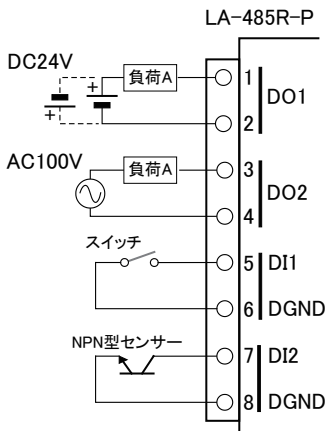 LA-485R-P
DC24V
+
+
負荷A
1
DO1
2
AC100V
負荷A
3
DO2
4
スイッチ
5 DI1
6 DGND
NPN型センサー
7 DI2
8 DGND